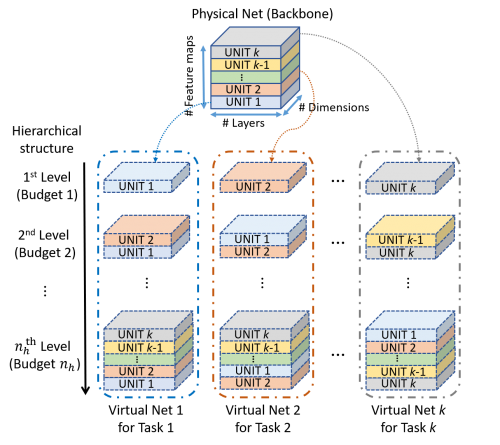 Physical Net (Backbone)
# Feature maps
UNIT k
UNIT k-1
⋮
UNIT 2
UNIT 1
# Layers
# Dimensions
Hierarchical
structure
1st Level
(Budget 1)
UNIT 1
UNIT 2
...
UNIT k
2nd Level
(Budget 2)
UNIT 2
UNIT 1
UNIT 1
UNIT 2
...
UNIT k-1
UNIT k
⋮
⋮
⋮
⋮
n_h^th Level
(Budget n_h)
UNIT k
UNIT k-1
⋮
UNIT 2
UNIT 1
UNIT k
UNIT k-1
⋮
UNIT 1
UNIT 2
...
UNIT 1
UNIT 2
⋮
UNIT k-1
UNIT k
Virtual Net 1
for Task 1
Virtual Net 2
for Task 2
Virtual Net k
for Task k